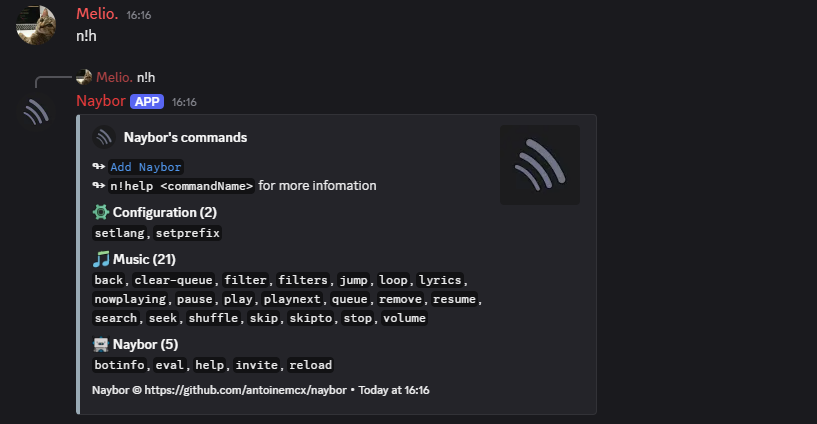 Melio. 16:16
n!h
Melio. n!h
Naybor APP 16:16
Naybor's commands
↬ Add Naybor
↬ n!help <commandName> for more infomation
Configuration (2)
setlang, setprefix
Music (21)
back, clear-queue, filter, filters, jump, loop, lyrics,
nowplaying, pause, play, playnext, queue, remove, resume,
search, seek, shuffle, skip, skipto, stop, volume
Naybor (5)
botinfo, eval, help, invite, reload
Naybor © https://github.com/antoinemcx/naybor • Today at 16:16